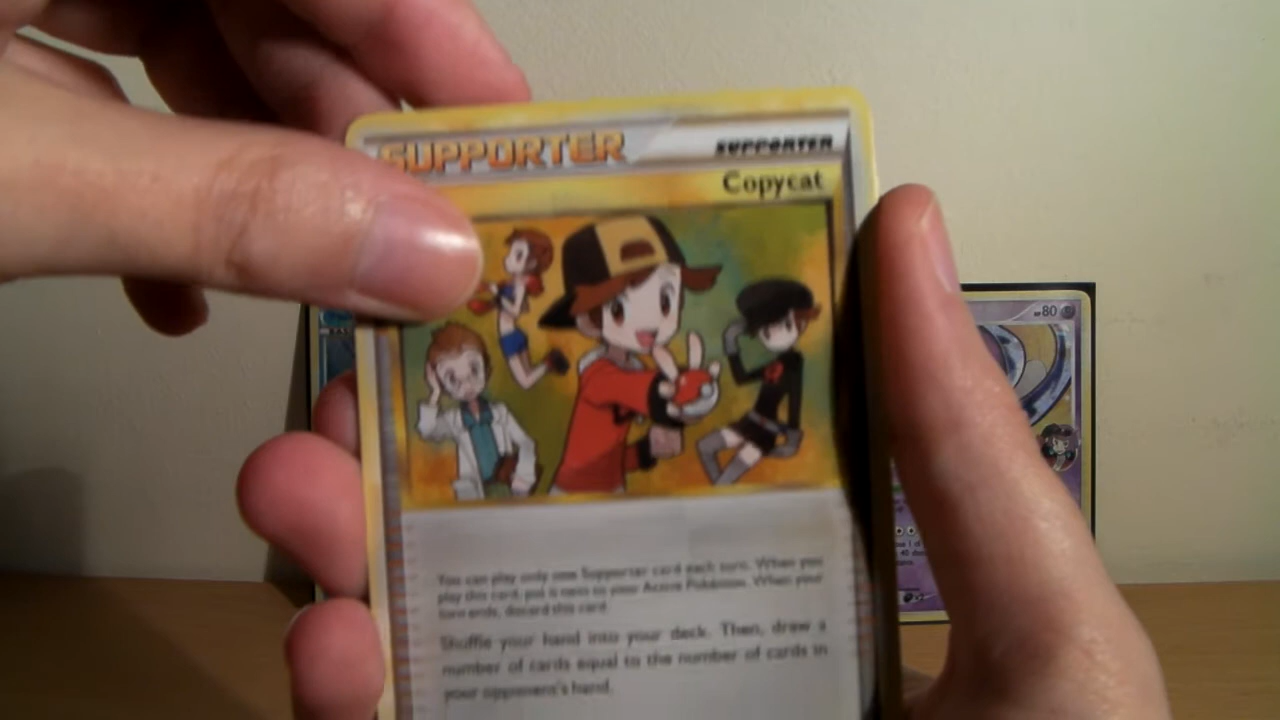 SUPPORTER SUPPORTER
Copycat
HP80
You can play only one Supporter card each turn. When you
play this card, put it next to your Active Pokémon. When your
turn ends, discard this card.
Shuffle your hand into your deck. Then, draw a
number of cards equal to the number of cards in
your opponent's hand.